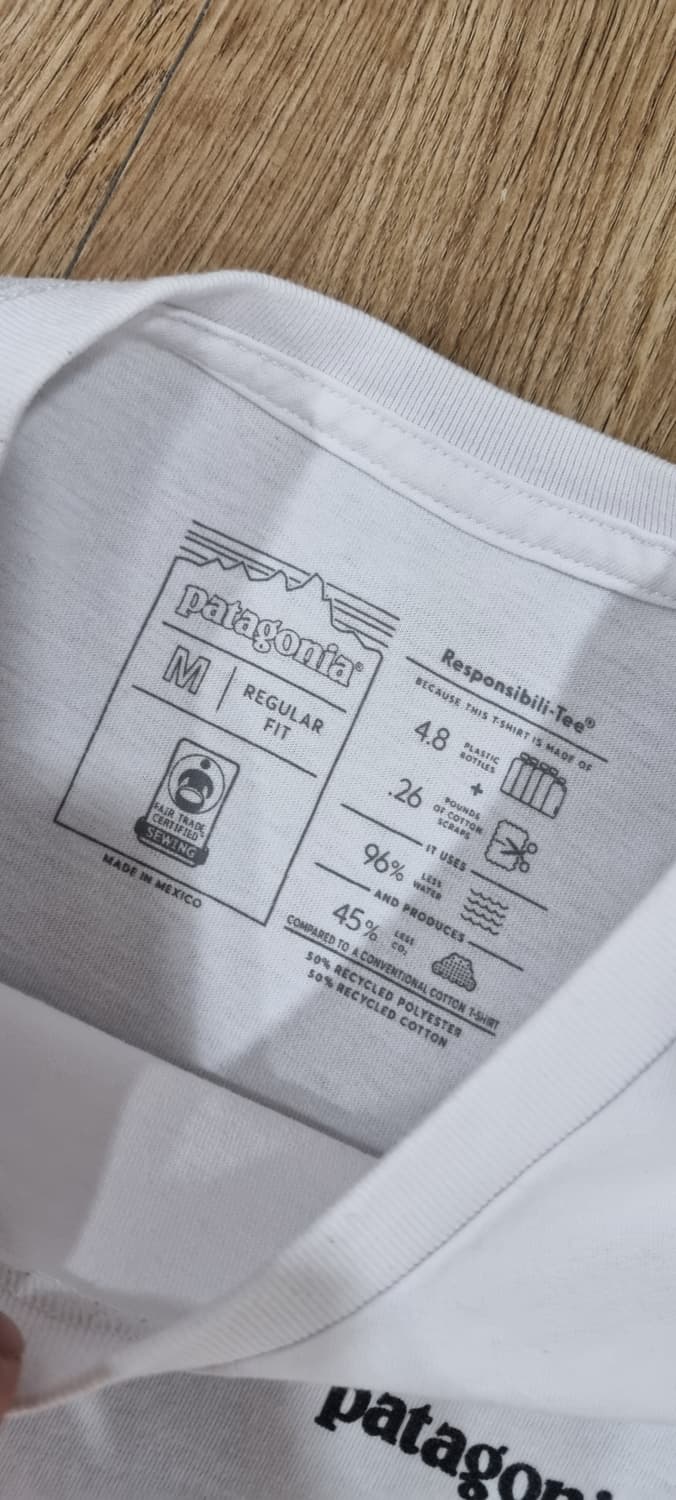 patagonia®
M REGULAR
FIT
FAIR TRADE
CERTIFIED™
SEWING
MADE IN MEXICO
Responsibili-Tee®
BECAUSE THIS T-SHIRT IS MADE OF
4.8 PLASTIC
BOTTLES
+
.26 POUNDS
OF COTTON
SCRAPS
IT USES
96% LESS
WATER
AND PRODUCES
45% LESS
CO₂
COMPARED TO A CONVENTIONAL COTTON T-SHIRT
50% RECYCLED POLYESTER
50% RECYCLED COTTON
patagoni